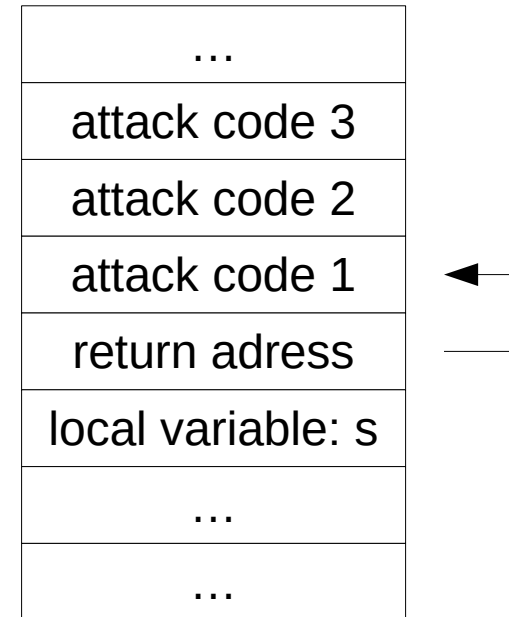 ...
attack code 3
attack code 2
attack code 1
return adress
local variable: s
...
...